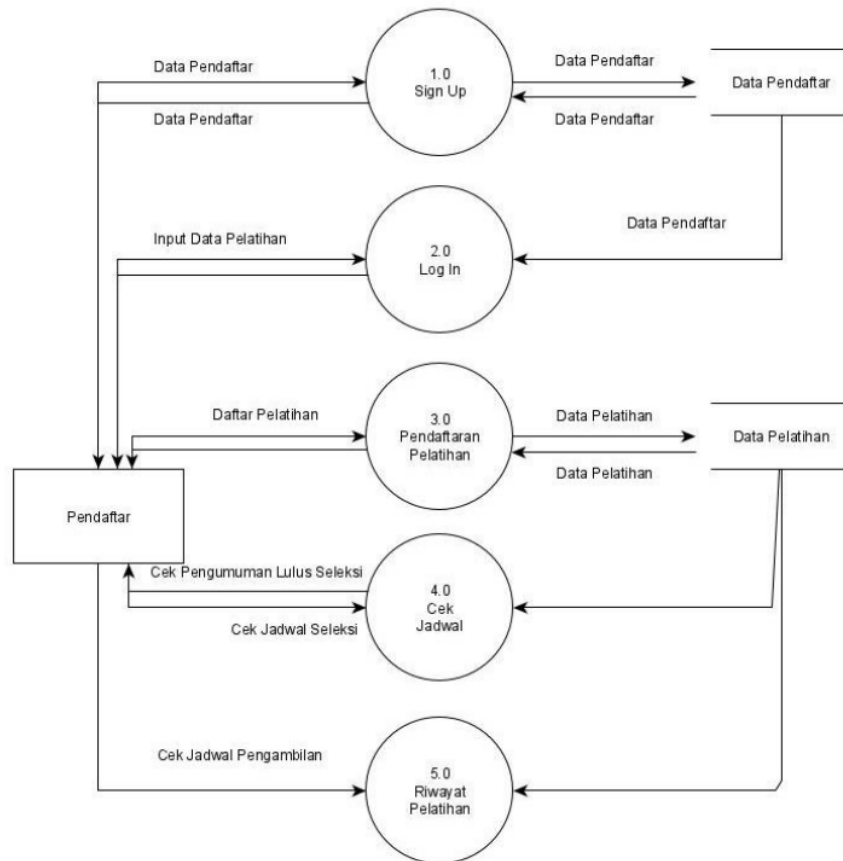 Data Pendaftar
1.0
Sign Up
Data Pendaftar
Data Pendaftar
Data Pendaftar
Data Pendaftar
Input Data Pelatihan
2.0
Log In
Data Pendaftar
Daftar Pelatihan
3.0
Pendaftaran
Pelatihan
Data Pelatihan
Data Pelatihan
Data Pelatihan
Pendaftar
Cek Pengumuman Lulus Seleksi
4.0
Cek
Jadwal
Cek Jadwal Seleksi
Cek Jadwal Pengambilan
5.0
Riwayat
Pelatihan